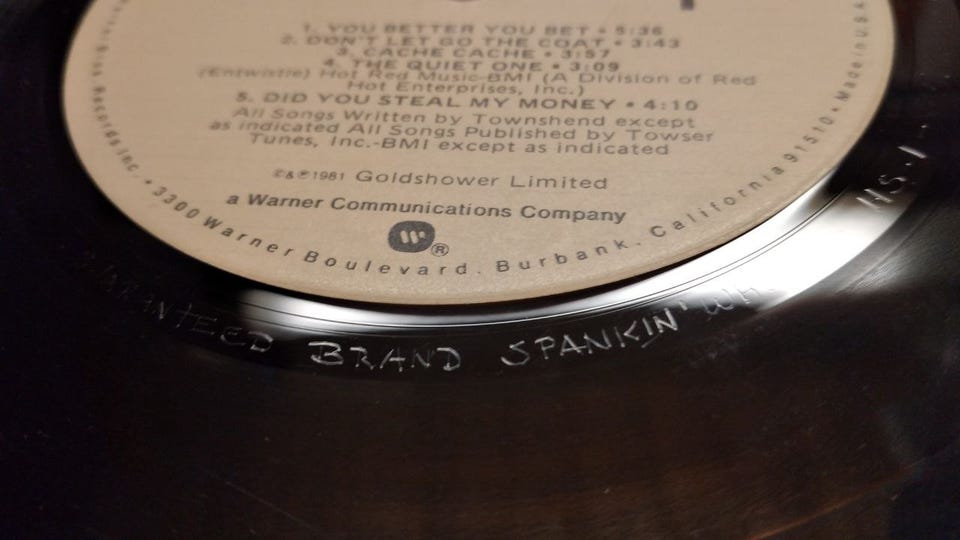 1. YOU BETTER YOU BET • 5:36
2. DON'T LET GO THE COAT • 3:43
3. CACHE CACHE • 3:57
4. THE QUIET ONE • 3:09
(Entwistle) Hot Red Music-BMI (A Division of Red
Hot Enterprises, Inc.)
5. DID YOU STEAL MY MONEY • 4:10
All Songs Written by Townshend except
as indicated All Songs Published by Towser
Tunes, Inc.-BMI except as indicated
©&℗1981 Goldshower Limited
a Warner Communications Company
W®
Records Inc. • 3300 Warner Boulevard. Burbank. California 91510 • Made in U.S.A.
BRAND SPANKIN'
HS-1